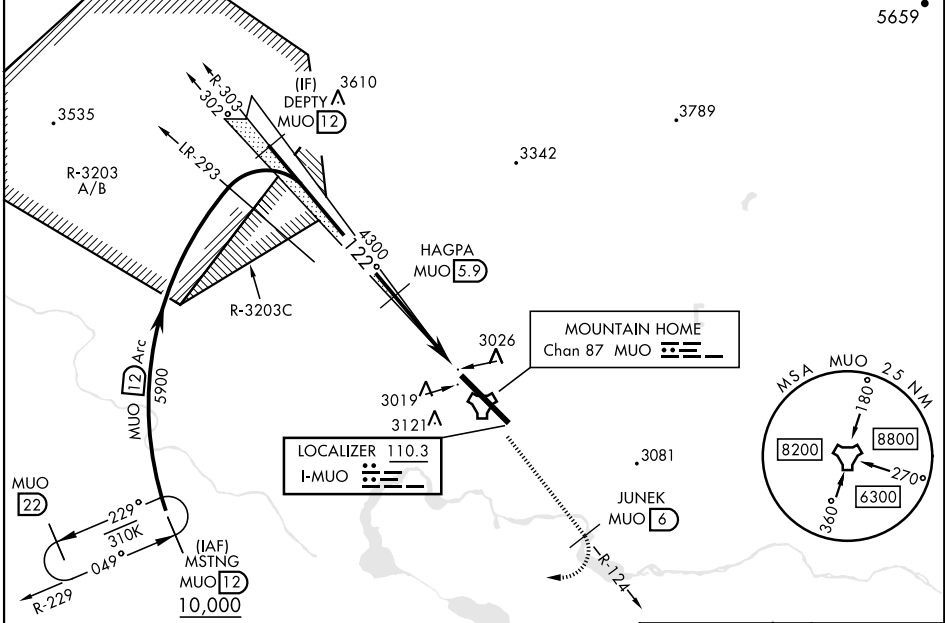 5659
(IF)
DEPTY
MUO 12
3610
R-303
302°
3535
3789
LR-293
R-3203
A/B
3342
4300
122°
HAGPA
MUO 5.9
R-3203C
MOUNTAIN HOME
Chan 87 MUO
3026
MUO 12 Arc
5900
3019
3121
MSA MUO 25 NM
180°
8200
8800
270°
6300
360°
LOCALIZER 110.3
I-MUO
3081
MUO
22
JUNEK
MUO 6
229°
310K
049°
R-229
(IAF)
MSTNG
MUO 12
10,000
R-124